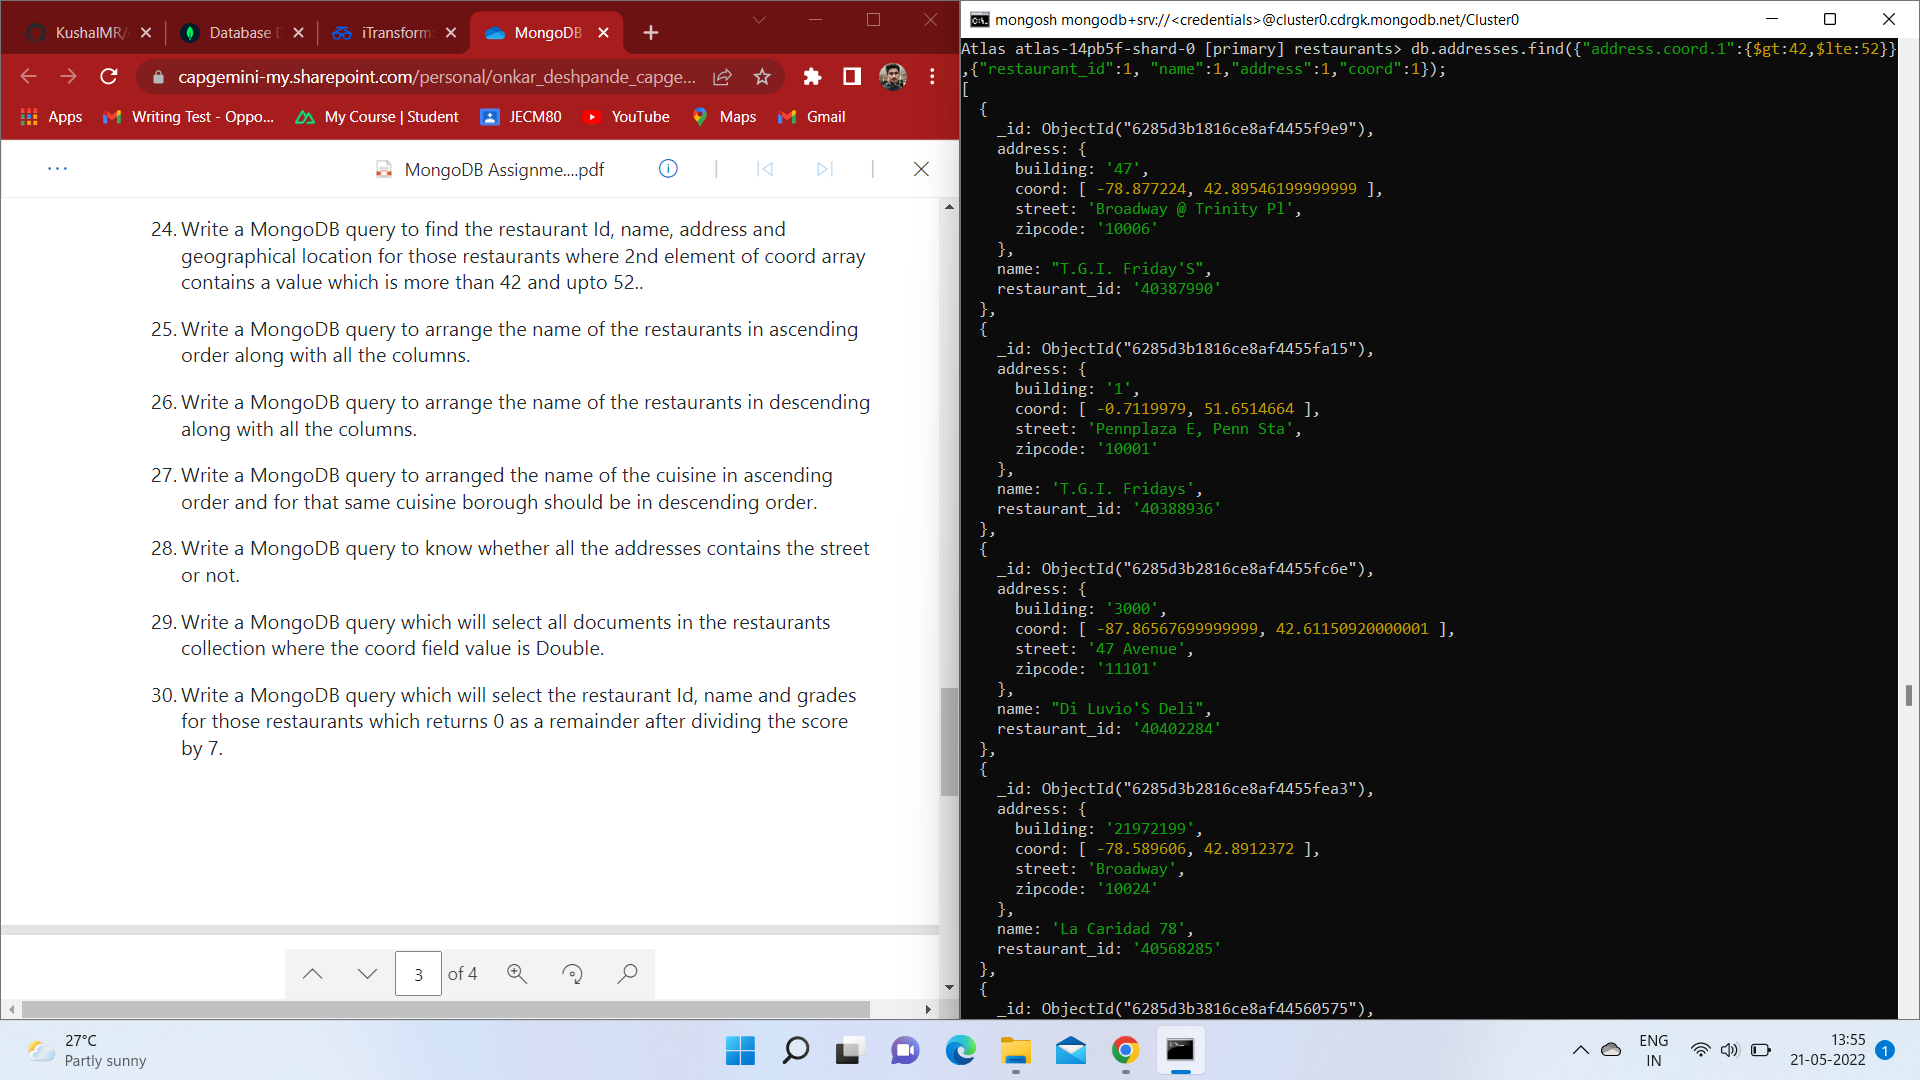 KushalMR/
Database D
iTransform
MongoDB
capgemini-my.sharepoint.com/personal/onkar_deshpande_capge...
Apps
Writing Test - Oppo...
My Course | Student
JECM80
YouTube
Maps
Gmail
MongoDB Assignme....pdf
24. Write a MongoDB query to find the restaurant Id, name, address and
geographical location for those restaurants where 2nd element of coord array
contains a value which is more than 42 and upto 52..
25. Write a MongoDB query to arrange the name of the restaurants in ascending
order along with all the columns.
26. Write a MongoDB query to arrange the name of the restaurants in descending
along with all the columns.
27. Write a MongoDB query to arranged the name of the cuisine in ascending
order and for that same cuisine borough should be in descending order.
28. Write a MongoDB query to know whether all the addresses contains the street
or not.
29. Write a MongoDB query which will select all documents in the restaurants
collection where the coord field value is Double.
30. Write a MongoDB query which will select the restaurant Id, name and grades
for those restaurants which returns 0 as a remainder after dividing the score
by 7.
3 of 4
mongosh mongodb+srv://<credentials>@cluster0.cdrgk.mongodb.net/Cluster0
Atlas atlas-14pb5f-shard-0 [primary] restaurants> db.addresses.find({"address.coord.1":{$gt:42,$lte:52}}
,{"restaurant_id":1, "name":1,"address":1,"coord":1});
[
{
_id: ObjectId("6285d3b1816ce8af4455f9e9"),
address: {
building: '47',
coord: [ -78.877224, 42.89546199999999 ],
street: 'Broadway @ Trinity Pl',
zipcode: '10006'
},
name: "T.G.I. Friday'S",
restaurant_id: '40387990'
},
{
_id: ObjectId("6285d3b1816ce8af4455fa15"),
address: {
building: '1',
coord: [ -0.7119979, 51.6514664 ],
street: 'Pennplaza E, Penn Sta',
zipcode: '10001'
},
name: 'T.G.I. Fridays',
restaurant_id: '40388936'
},
{
_id: ObjectId("6285d3b2816ce8af4455fc6e"),
address: {
building: '3000',
coord: [ -87.86567699999999, 42.61150920000001 ],
street: '47 Avenue',
zipcode: '11101'
},
name: "Di Luvio'S Deli",
restaurant_id: '40402284'
},
{
_id: ObjectId("6285d3b2816ce8af4455fea3"),
address: {
building: '21972199',
coord: [ -78.589606, 42.8912372 ],
street: 'Broadway',
zipcode: '10024'
},
name: 'La Caridad 78',
restaurant_id: '40568285'
},
{
_id: ObjectId("6285d3b3816ce8af44560575"),
27°C
Partly sunny
ENG
IN
13:55
21-05-2022
1